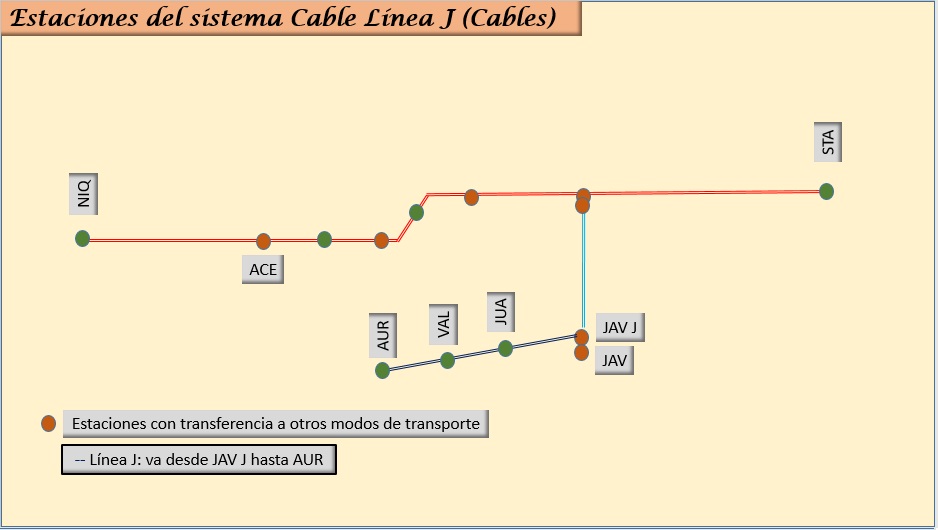 Estaciones del sistema Cable Línea J (Cables)
STA
NIQ
ACE
JUA
VAL
AUR
JAV J
JAV
Estaciones con transferencia a otros modos de transporte
-- Línea J: va desde JAV J hasta AUR